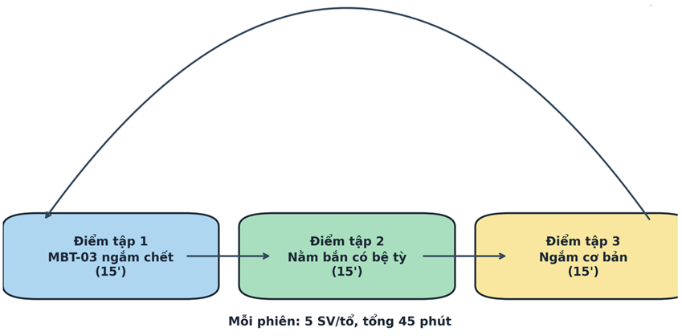 Điểm tập 1
MBT-03 ngắm chết
(15')
Điểm tập 2
Nằm bắn có bệ tỳ
(15')
Điểm tập 3
Ngắm cơ bản
(15')
Mỗi phiên: 5 SV/tổ, tổng 45 phút